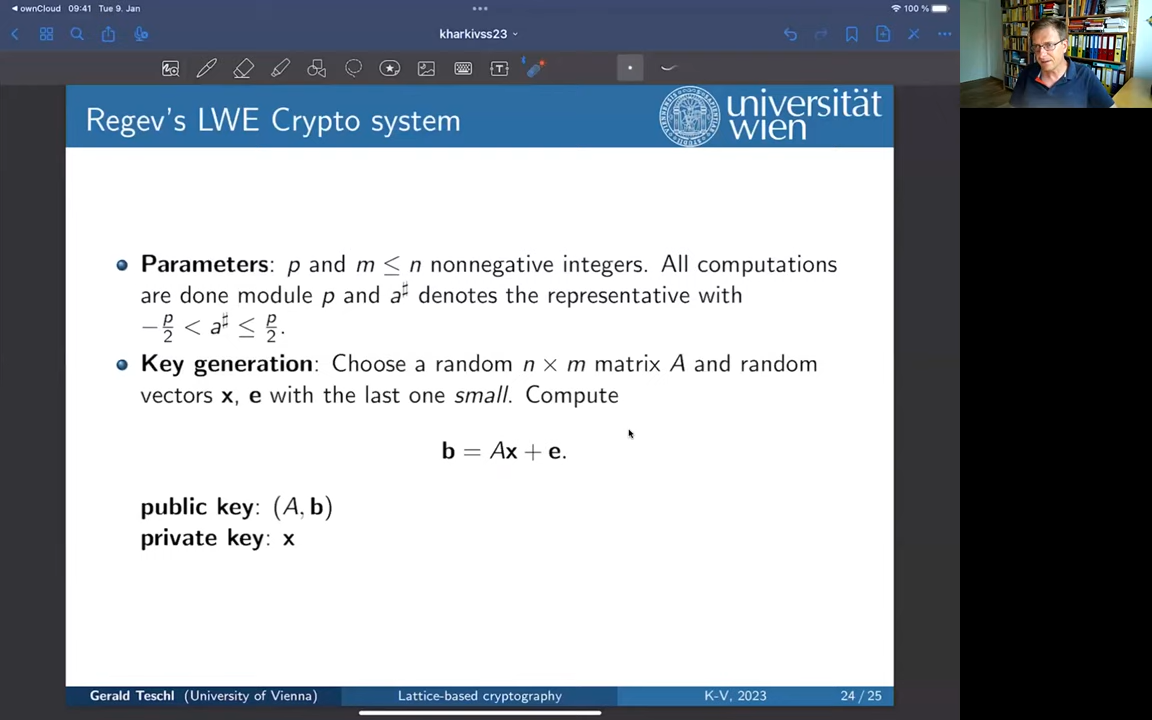 ownCloud 09:41 Tue 9. Jan
100 %
kharkivss23
Regev's LWE Crypto system
universität
wien
Parameters: p and m ≤ n nonnegative integers. All computations
are done module p and a♯ denotes the representative with
−p/2 < a♯ ≤ p/2.
Key generation: Choose a random n × m matrix A and random
vectors x, e with the last one small. Compute
b = Ax + e.
public key: (A, b)
private key: x
Gerald Teschl (University of Vienna) Lattice-based cryptography K-V, 2023 24 / 25